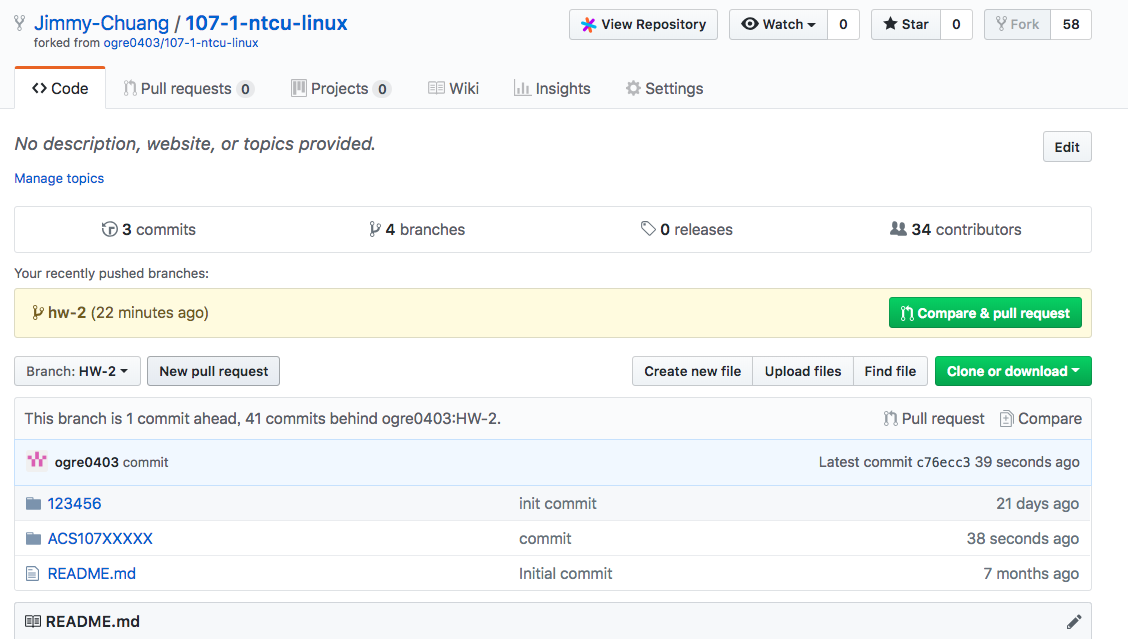 Jimmy-Chuang / 107-1-ntcu-linux
View Repository Watch 0 Star 0 Fork 58
forked from ogre0403/107-1-ntcu-linux
Code Pull requests 0 Projects 0 Wiki Insights Settings
No description, website, or topics provided.
Edit
Manage topics
3 commits 4 branches 0 releases 34 contributors
Your recently pushed branches:
hw-2 (22 minutes ago) Compare & pull request
Branch: HW-2 New pull request Create new file Upload files Find file Clone or download
This branch is 1 commit ahead, 41 commits behind ogre0403:HW-2. Pull request Compare
ogre0403 commit Latest commit c76ecc3 39 seconds ago
123456 init commit 21 days ago
ACS107XXXXX commit 38 seconds ago
README.md Initial commit 7 months ago
README.md